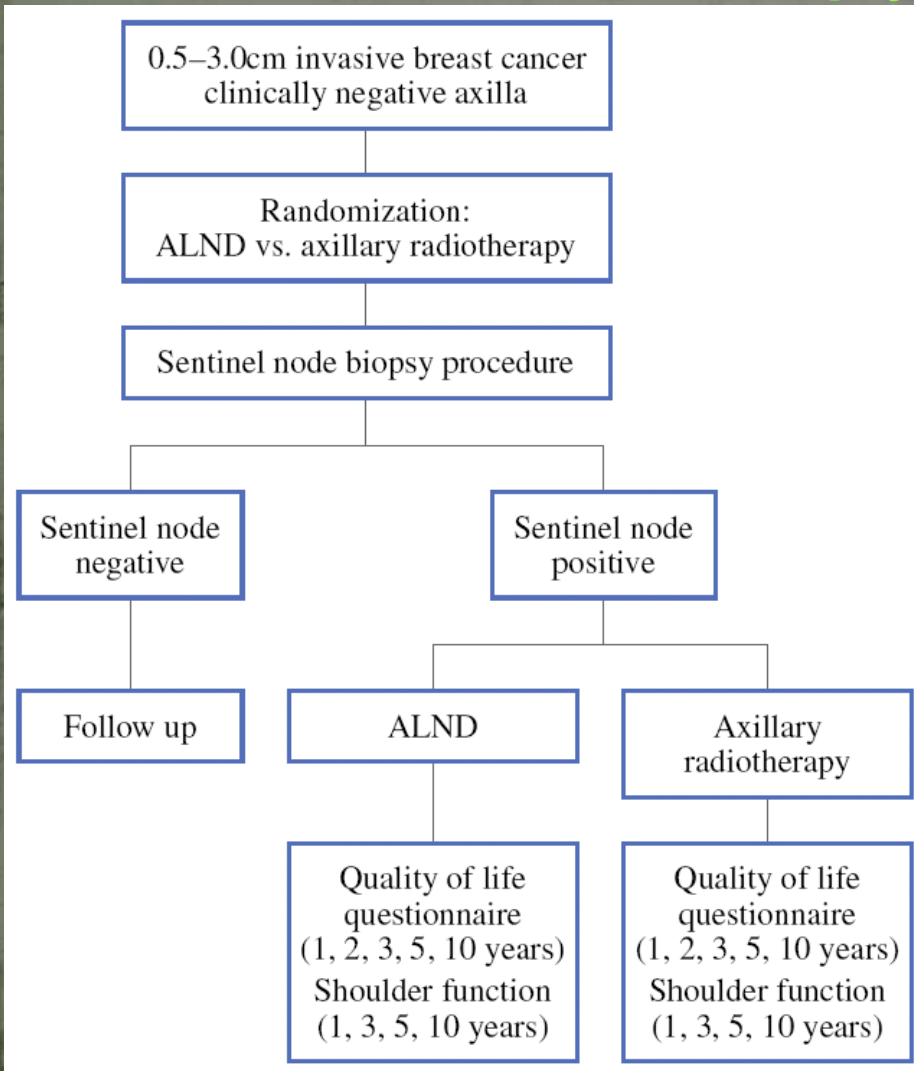 0.5–3.0cm invasive breast cancer
clinically negative axilla
Randomization:
ALND vs. axillary radiotherapy
Sentinel node biopsy procedure
Sentinel node
negative
Sentinel node
positive
Follow up
ALND
Axillary
radiotherapy
Quality of life
questionnaire
(1, 2, 3, 5, 10 years)
Shoulder function
(1, 3, 5, 10 years)
Quality of life
questionnaire
(1, 2, 3, 5, 10 years)
Shoulder function
(1, 3, 5, 10 years)